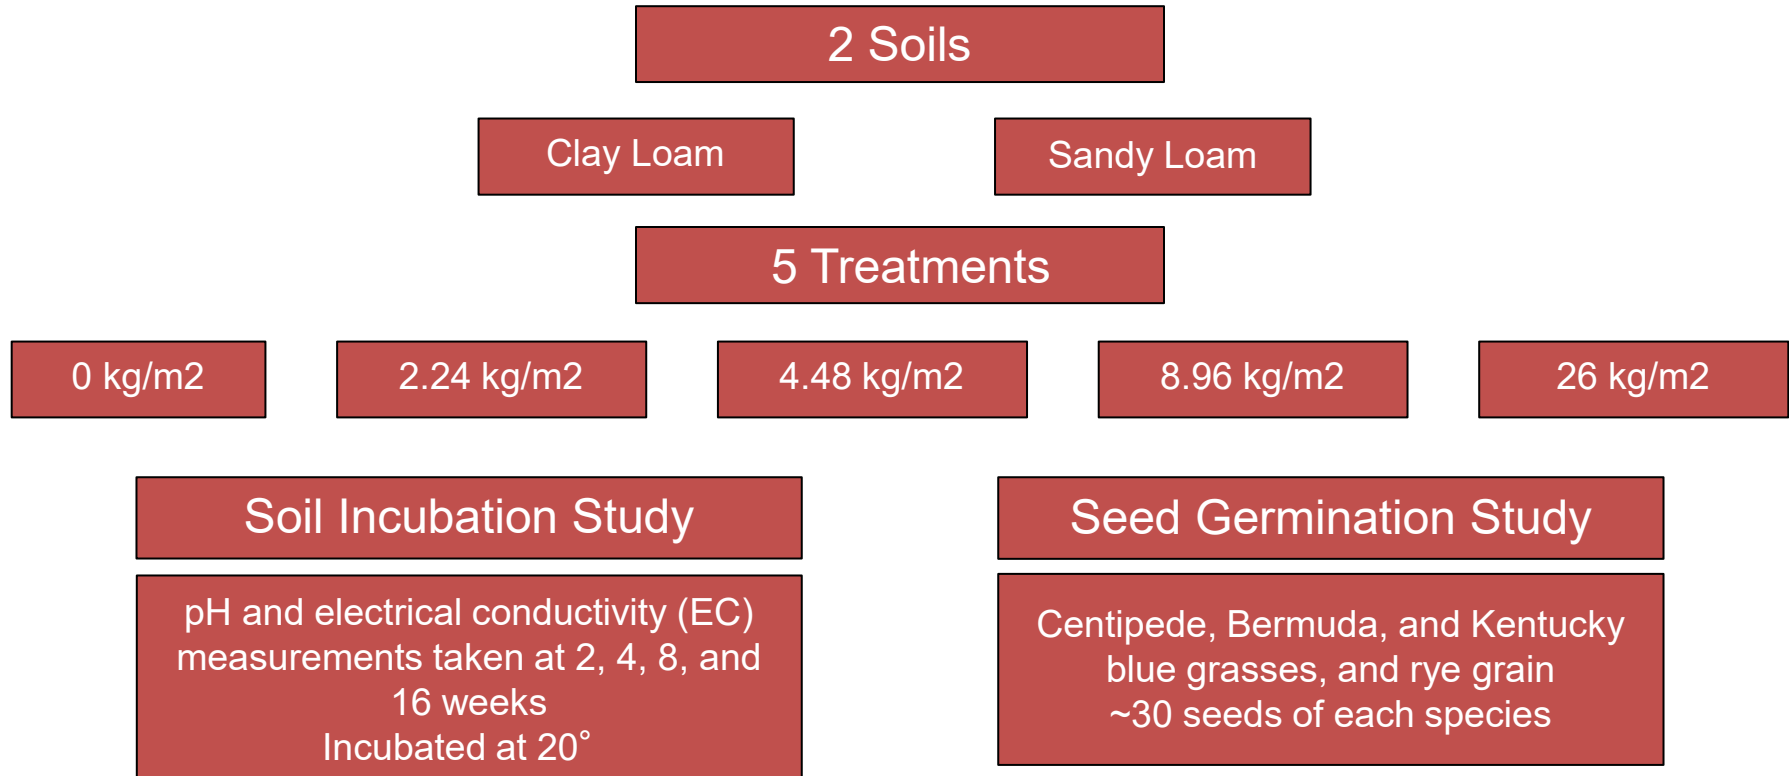 2 Soils
Clay Loam
Sandy Loam
5 Treatments
0 kg/m2
2.24 kg/m2
4.48 kg/m2
8.96 kg/m2
26 kg/m2
Soil Incubation Study
pH and electrical conductivity (EC)
measurements taken at 2, 4, 8, and
16 weeks
Incubated at 20˚
Seed Germination Study
Centipede, Bermuda, and Kentucky
blue grasses, and rye grain
~30 seeds of each species